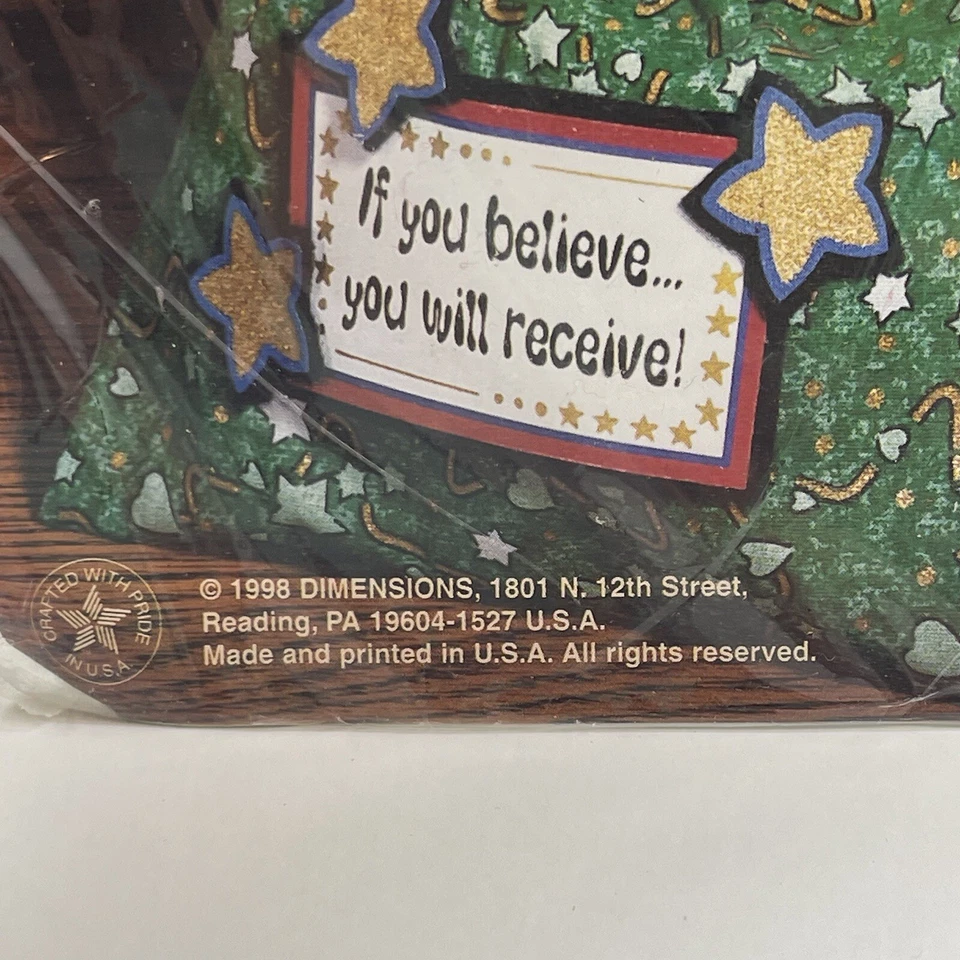 If you believe...
you will receive!
CRAFTED WITH PRIDE
IN U.S.A.
© 1998 DIMENSIONS, 1801 N. 12th Street,
Reading, PA 19604-1527 U.S.A.
Made and printed in U.S.A. All rights reserved.